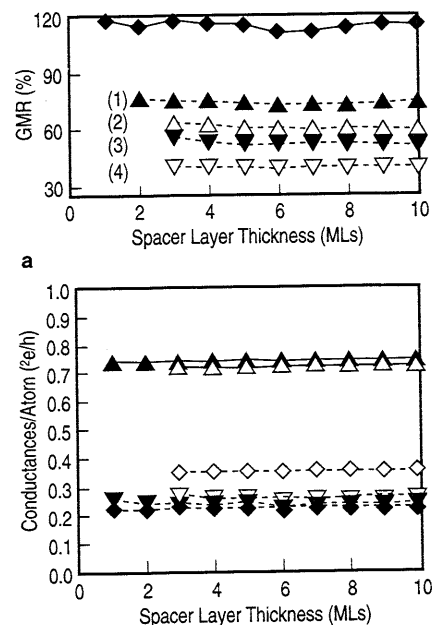 120
90
60
30
GMR (%)
(1)
(2)
(3)
(4)
0 2 4 6 8 10
Spacer Layer Thickness (MLs)
a
1.0
0.9
0.8
0.7
0.6
0.5
0.4
0.3
0.2
0.1
0.0
Conductances/Atom (²e/h)
0 2 4 6 8 10
Spacer Layer Thickness (MLs)